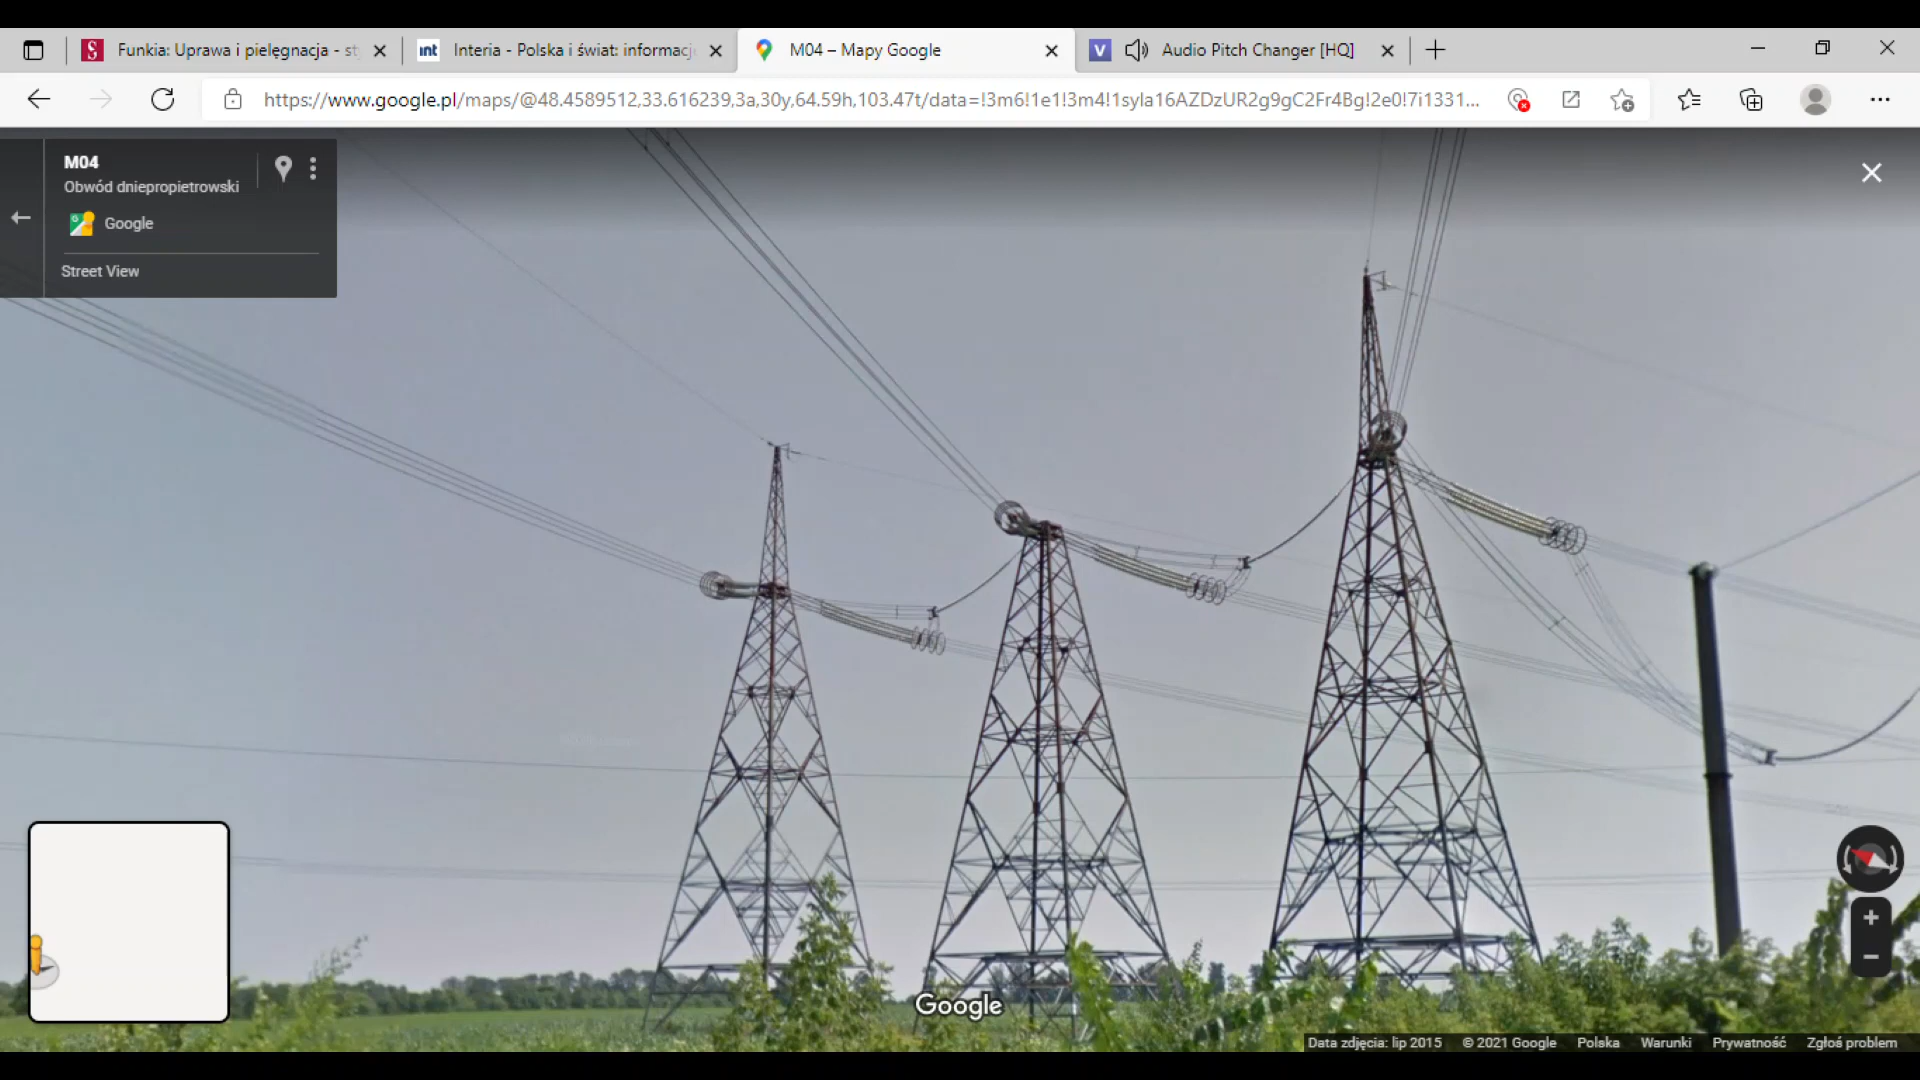 Funkia: Uprawa i pielęgnacja - st
Interia - Polska i świat: informacje
M04 – Mapy Google
Audio Pitch Changer [HQ]
https://www.google.pl/maps/@48.4589512,33.616239,3a,30y,64.59h,103.47t/data=!3m6!1e1!3m4!1syla16AZDzUR2g9gC2Fr4Bg!2e0!7i1331...
M04
Obwód dniepropietrowski
Google
Street View
Google
Data zdjęcia: lip 2015 © 2021 Google Polska Warunki Prywatność Zgłoś problem